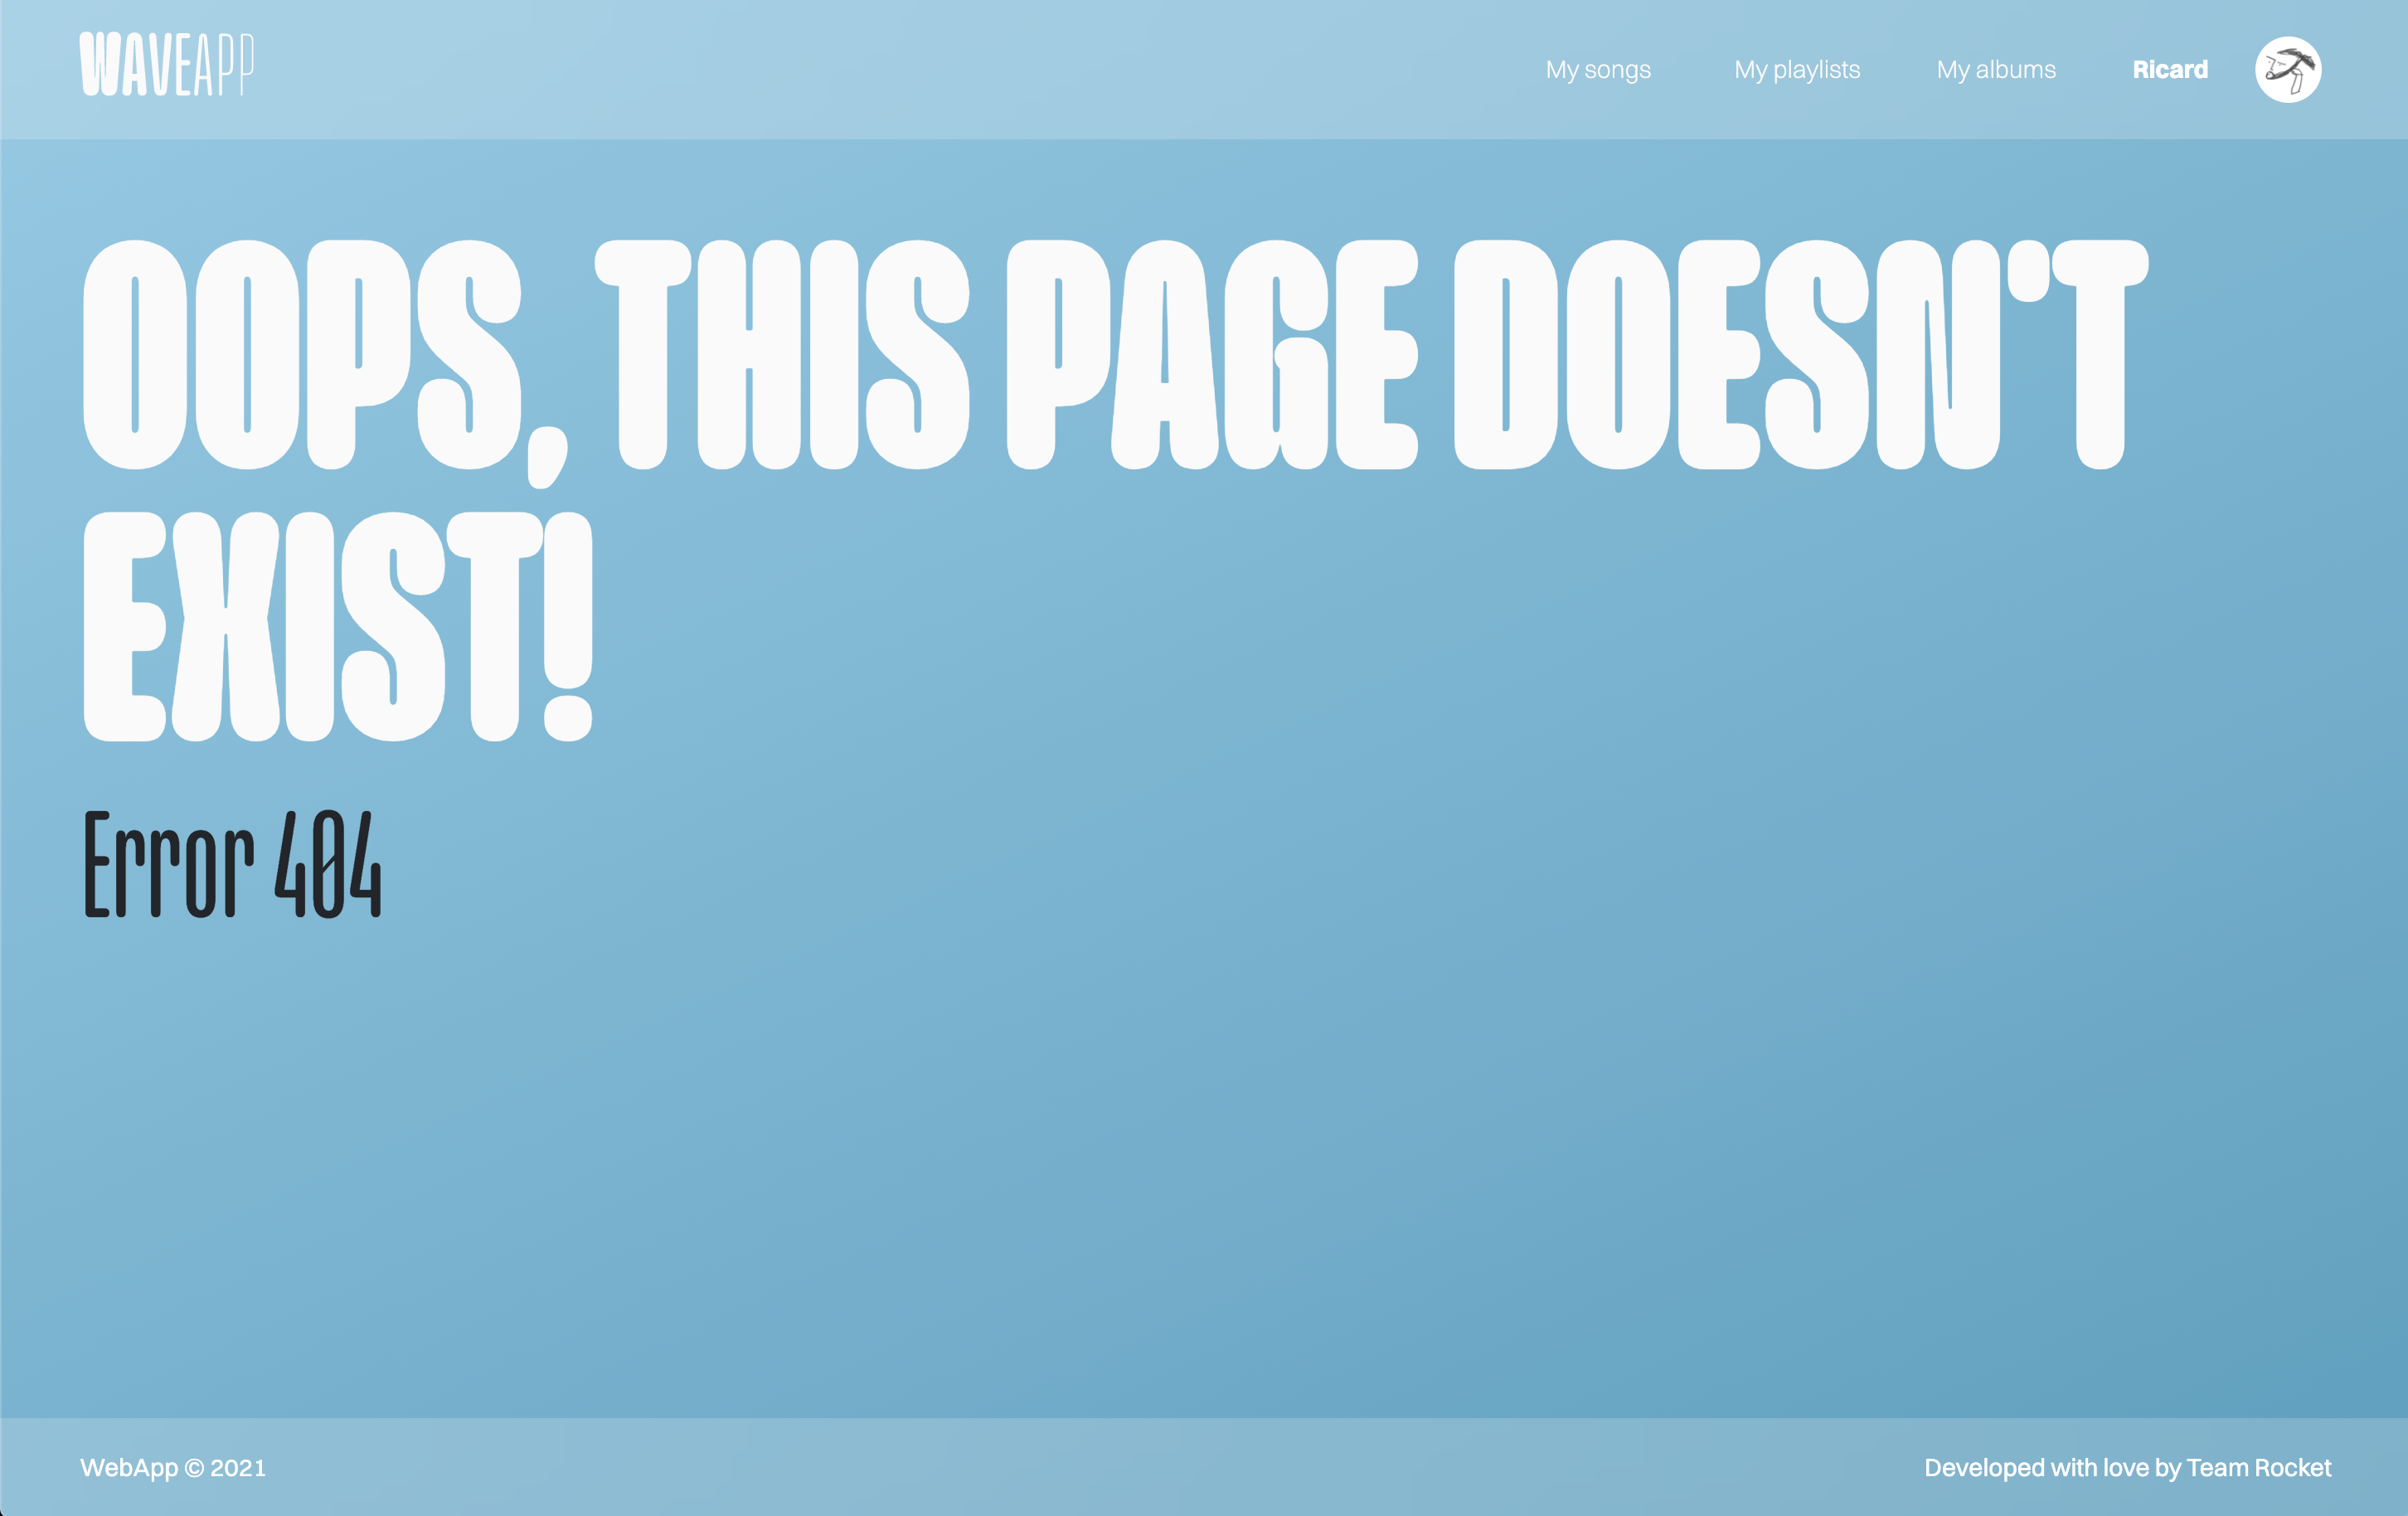 WAVEAPP
My songs My playlists My albums Ricard
OOPS, THIS PAGE DOESN'T
EXIST!
Error 404
WebApp © 2021 Developed with love by Team Rocket